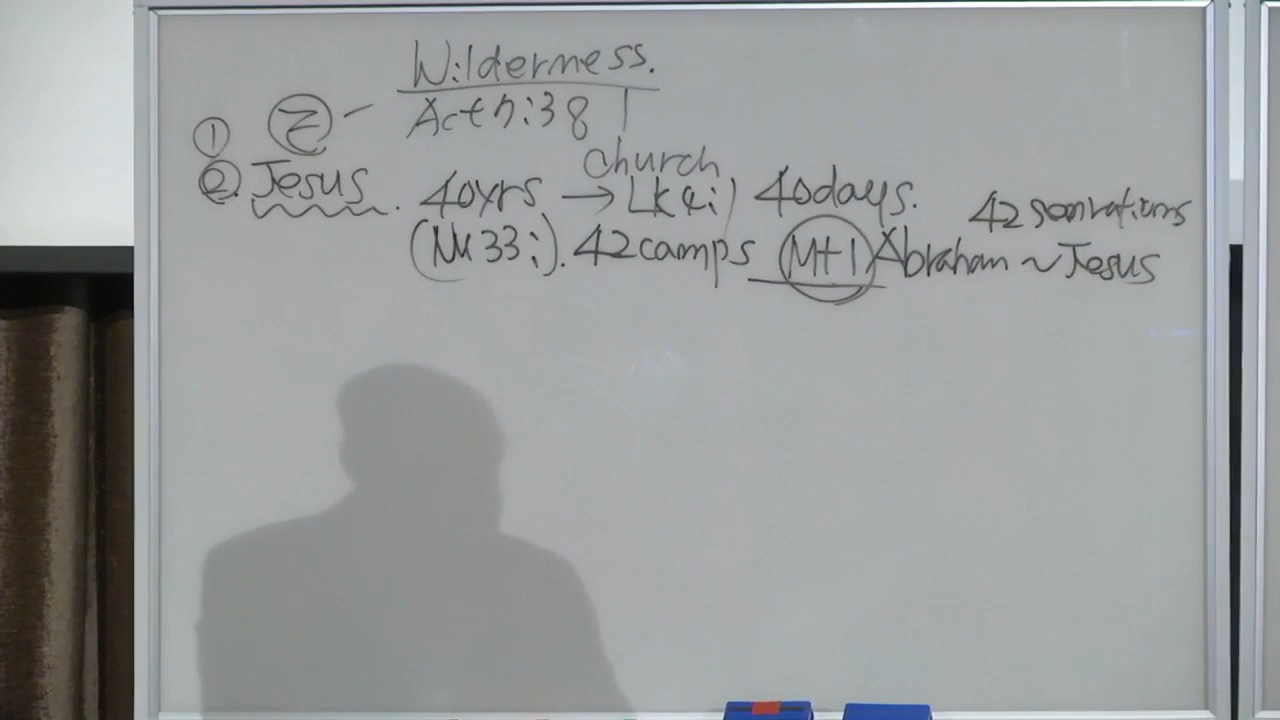 Wilderness.
① ㄹ - Act 7:38
church
②. Jesus. 40yrs → Lk 4:1 40days.
42 generations
(Nu 33:). 42 camps Mt 1 Abraham ~ Jesus